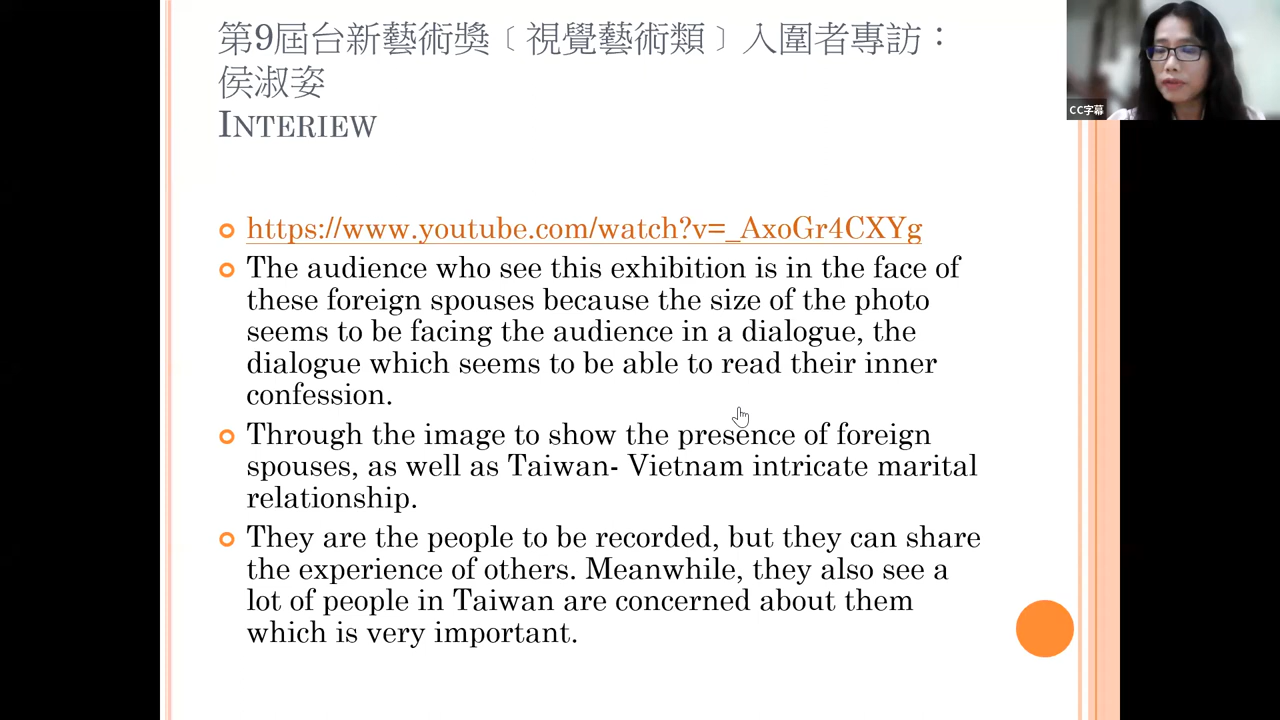 第9屆台新藝術獎﹝視覺藝術類﹞入圍者專訪：
侯淑姿
INTERIEW
https://www.youtube.com/watch?v=_AxoGr4CXYg
The audience who see this exhibition is in the face of
these foreign spouses because the size of the photo
seems to be facing the audience in a dialogue, the
dialogue which seems to be able to read their inner
confession.
Through the image to show the presence of foreign
spouses, as well as Taiwan- Vietnam intricate marital
relationship.
They are the people to be recorded, but they can share
the experience of others. Meanwhile, they also see a
lot of people in Taiwan are concerned about them
which is very important.
CC字幕